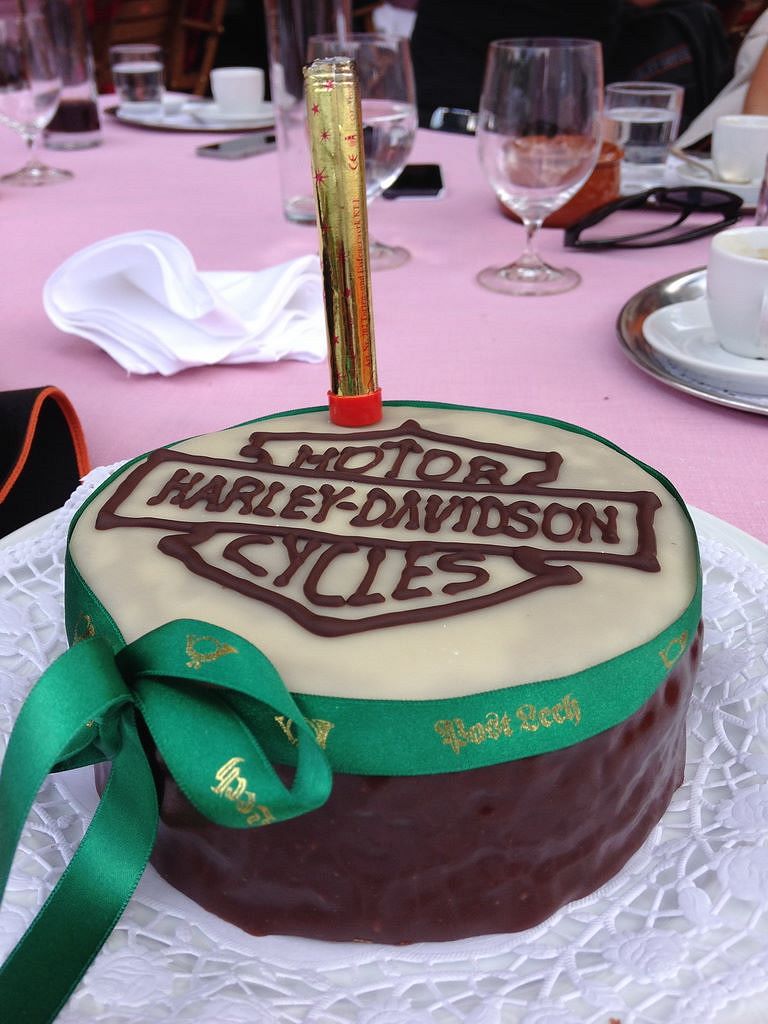 MOTOR
HARLEY-DAVIDSON
CYCLES
Post Lech